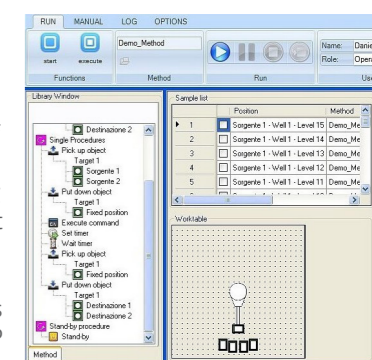 RUN MANUAL LOG OPTIONS
start execute
Functions
Demo_Method
Method
Run
Name: Danie
Role: Opera
Use
Library Window
Destinazione 2
Single Procedures
Pick up object
Target 1
Sorgente 1
Sorgente 2
Put down object
Target 1
Fixed position
Execute command
Set timer
Wait timer
Pick up object
Target 1
Fixed position
Put down object
Target 1
Destinazione 1
Destinazione 2
Stand-by procedure
Stand-by
Method
Sample list
Position Method
1 Sorgente 1 - Well 1 - Level 15 Demo_Me
2 Sorgente 1 - Well 1 - Level 14 Demo_Me
3 Sorgente 1 - Well 1 - Level 13 Demo_Me
4 Sorgente 1 - Well 1 - Level 12 Demo_Me
5 Sorgente 1 - Well 1 - Level 11 Demo_Me
Worktable